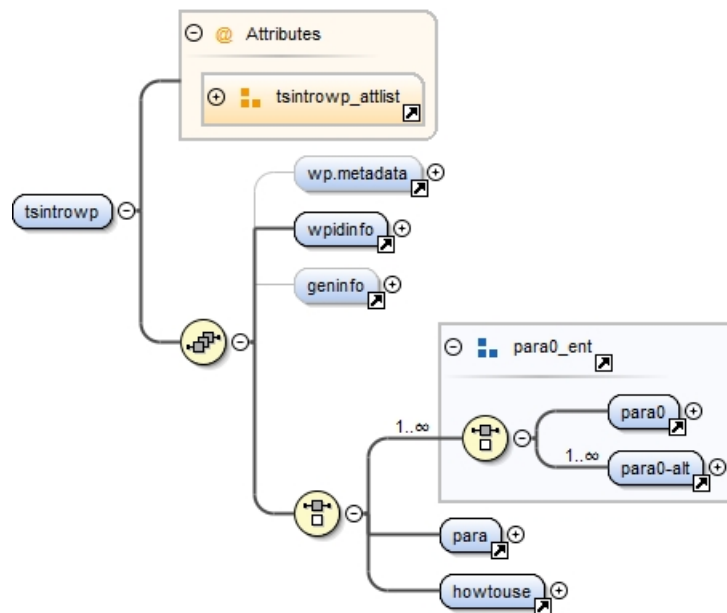 Attributes
tsintrowp_attlist
wp.metadata
tsintrowp
wpidinfo
geninfo
para0_ent
1..∞
para0
1..∞
para0-alt
para
howtouse